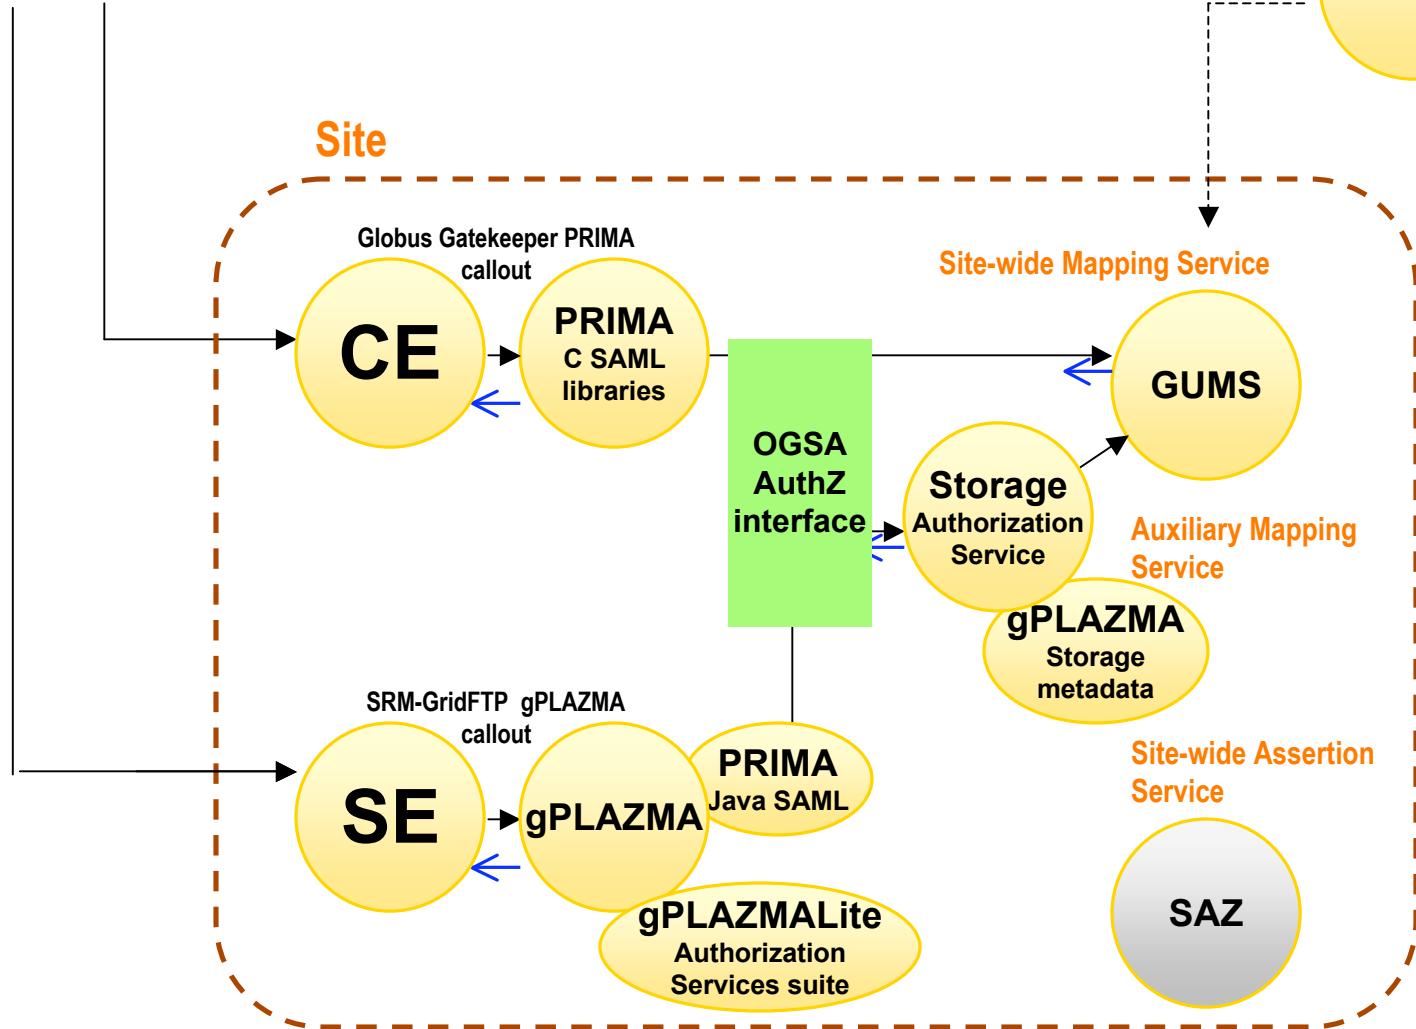 Site
Globus Gatekeeper PRIMA
callout
Site-wide Mapping Service
CE
PRIMA
C SAML
libraries
GUMS
OGSA
AuthZ
interface
Storage
Authorization
Service
Auxiliary Mapping
Service
gPLAZMA
Storage
metadata
SRM-GridFTP gPLAZMA
callout
SE
gPLAZMA
PRIMA
Java SAML
gPLAZMALite
Authorization
Services suite
Site-wide Assertion
Service
SAZ